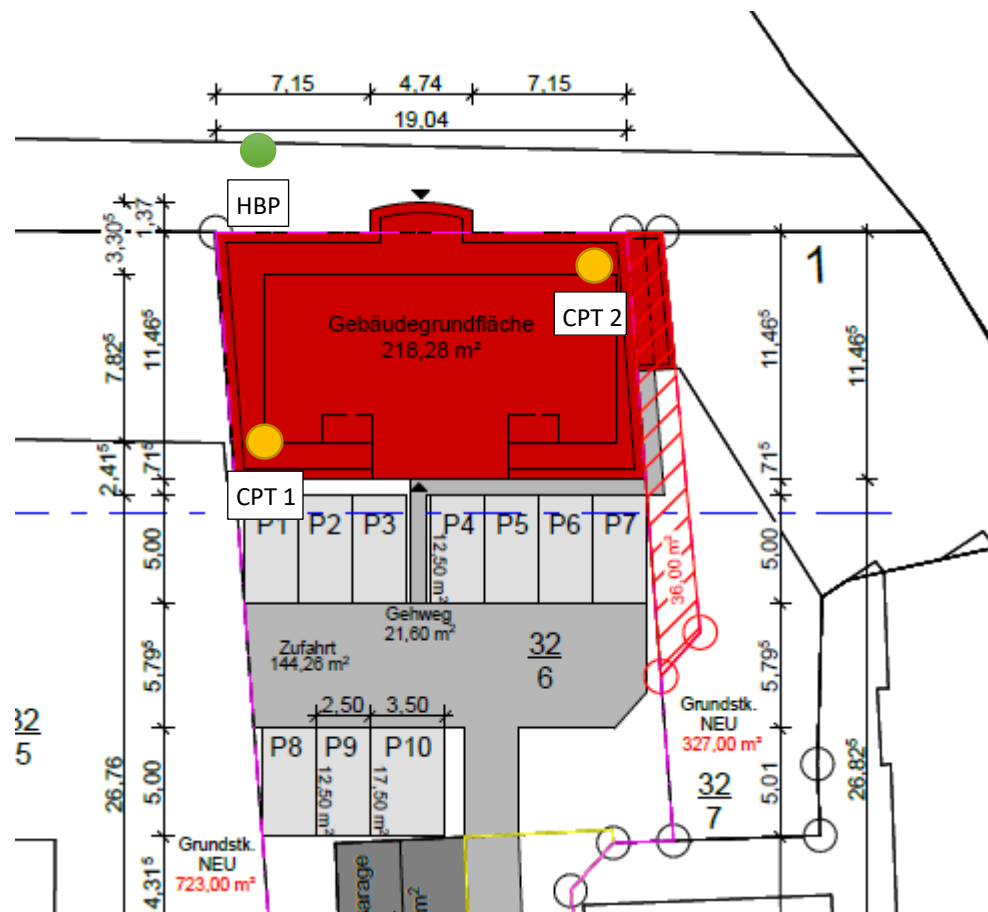 7,15 4,74 7,15
19,04
HBP
3,30⁵
1,37
1
CPT 2
Gebäudegrundfläche
218,28 m²
7,82⁵
11,46⁵
11,46⁵
11,46⁵
CPT 1
2,41⁵
,71⁵
,71⁵
P1 P2 P3 P4 P5 P6 P7
12,50 m²
5,00
5,00
36,00 m²
Gehweg
21,60 m²
Zufahrt
144,26 m²
32
6
5,79⁵
5,79⁵
2,50 3,50
Grundstk.
NEU
327,00 m²
32
5
P8 P9 P10
12,50 m²
17,50 m²
32
7
26,76
5,00
5,01
26,82⁵
Grundstk.
NEU
723,00 m²
4,31⁵
arage
m²